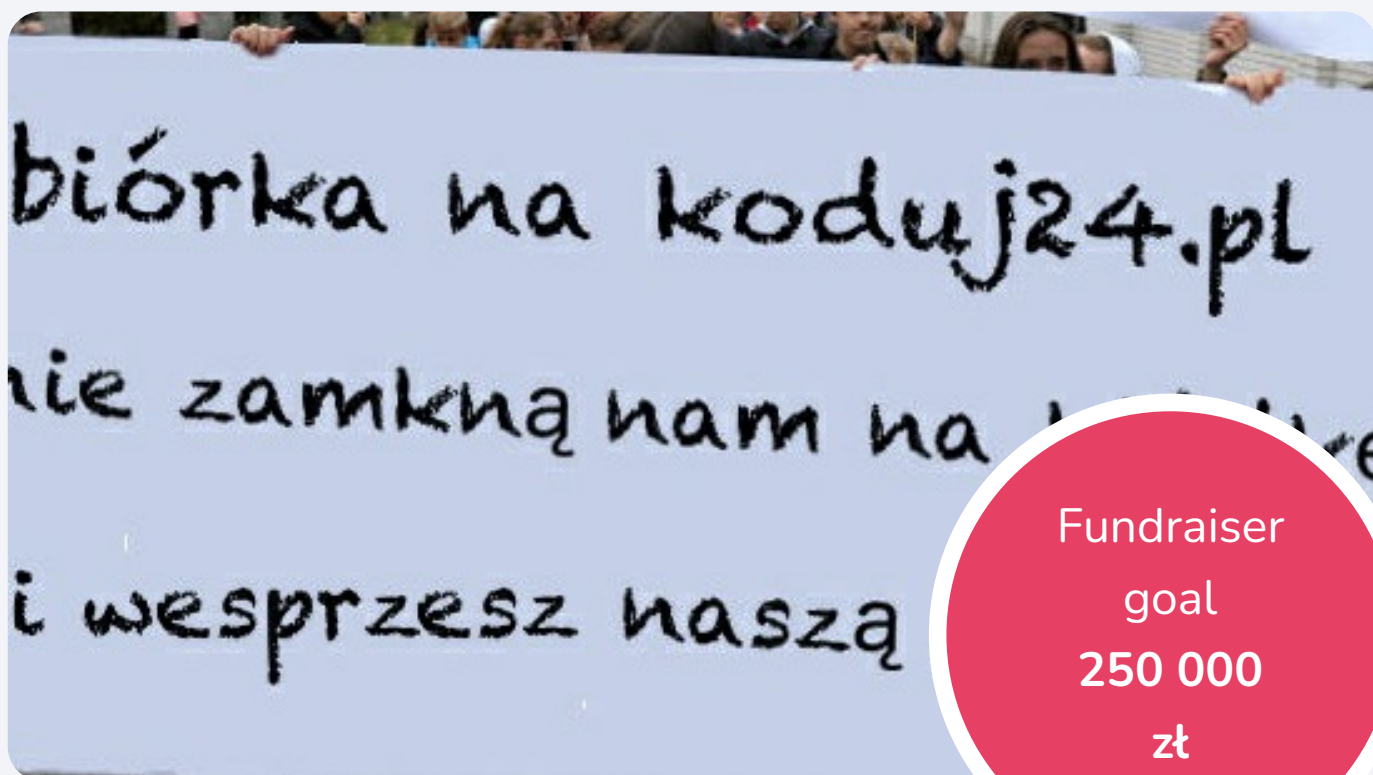 biórka na koduj24.pl
nie zamkną nam na
i wesprzesz naszą
Fundraiser
goal
250 000
zł